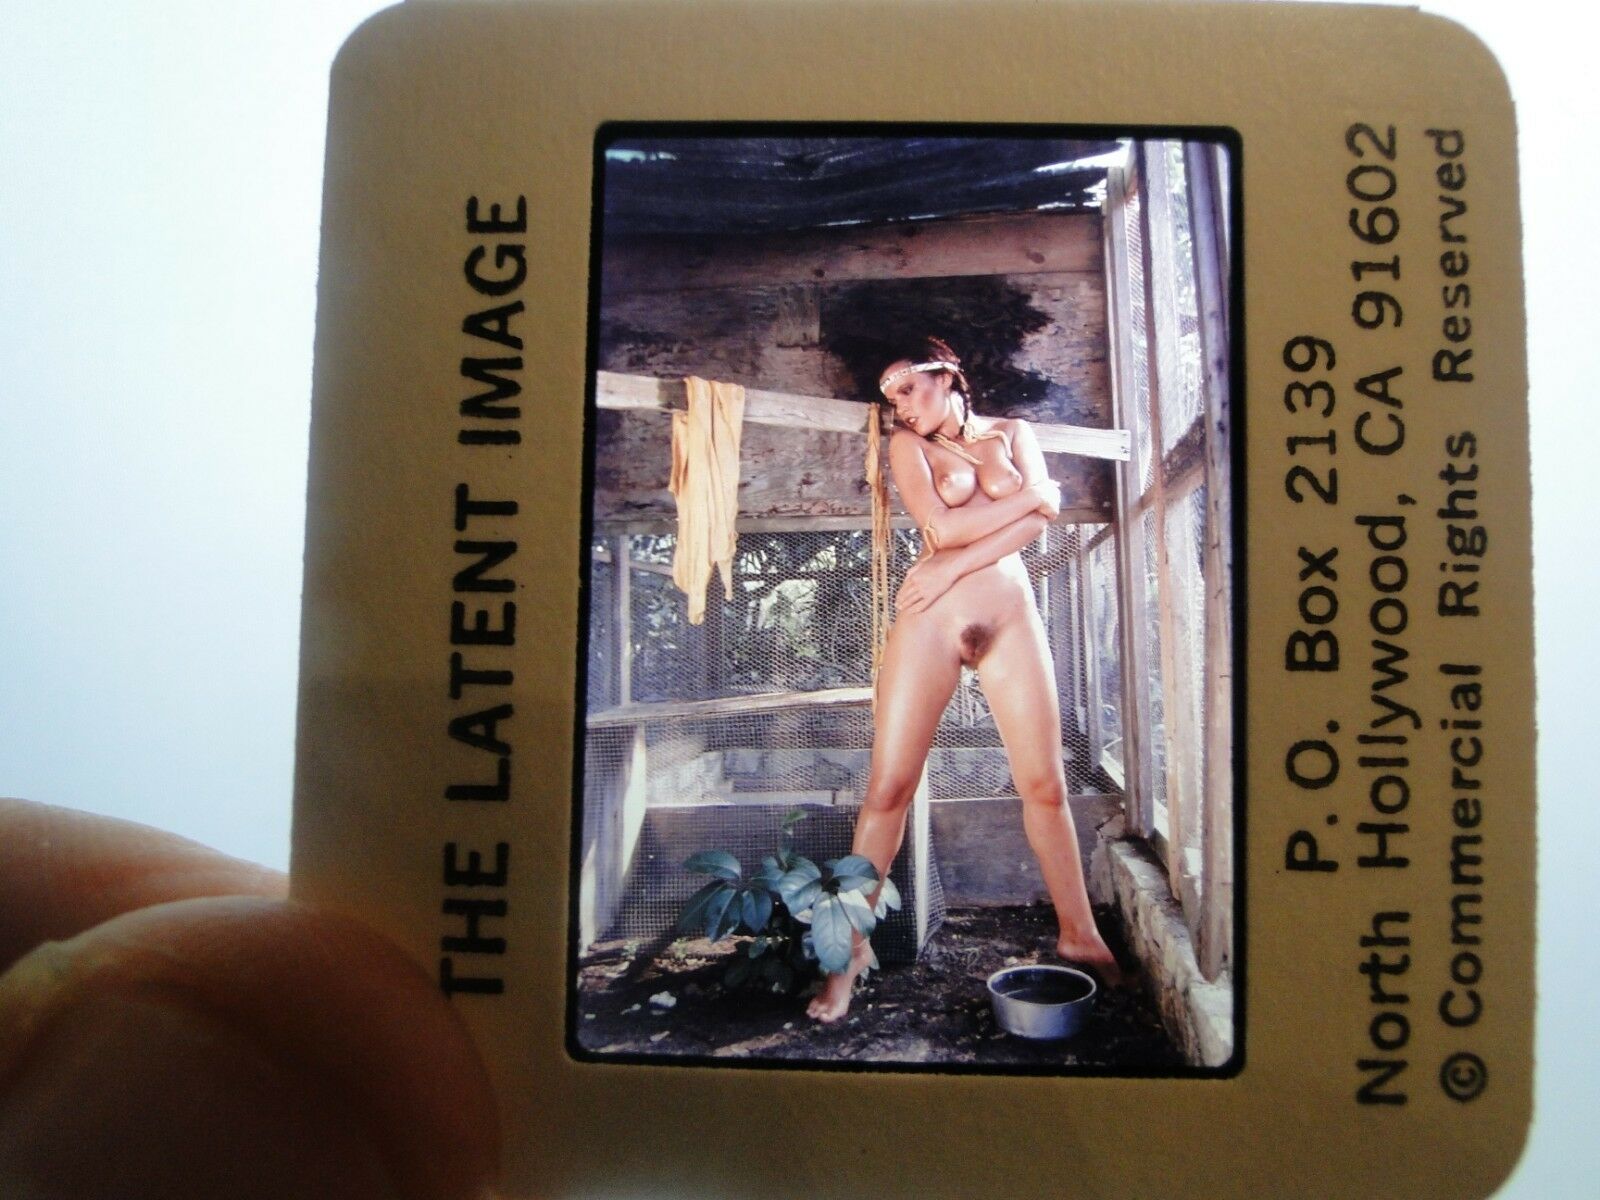 THE LATENT IMAGE
P.O. Box 2139
North Hollywood, CA 91602
© Commercial Rights Reserved